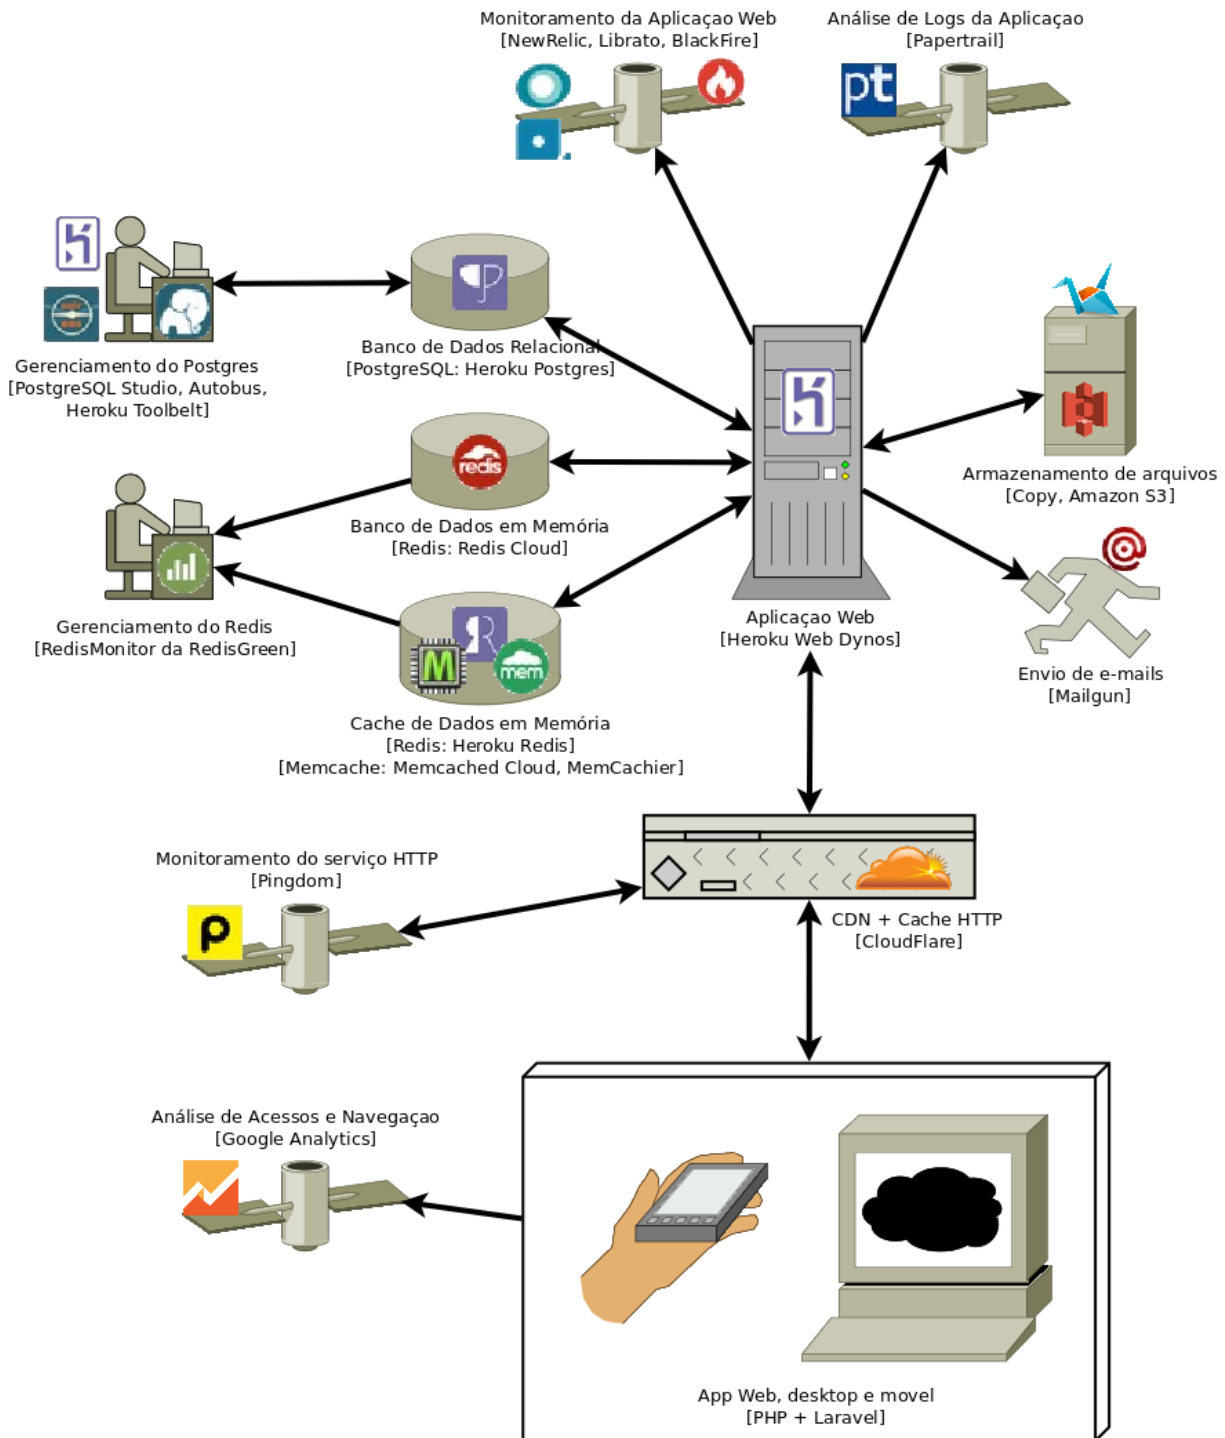 Monitoramento da Aplicaçao Web
[NewRelic, Librato, BlackFire]
Análise de Logs da Aplicaçao
[Papertrail]
pt
Gerenciamento do Postgres
[PostgreSQL Studio, Autobus,
Heroku Toolbelt]
Banco de Dados Relacional
[PostgreSQL: Heroku Postgres]
Armazenamento de arquivos
[Copy, Amazon S3]
redis
Banco de Dados em Memória
[Redis: Redis Cloud]
Gerenciamento do Redis
[RedisMonitor da RedisGreen]
Aplicaçao Web
[Heroku Web Dynos]
@
Envio de e-mails
[Mailgun]
R
M
mem
Cache de Dados em Memória
[Redis: Heroku Redis]
[Memcache: Memcached Cloud, MemCachier]
Monitoramento do serviço HTTP
[Pingdom]
p
CDN + Cache HTTP
[CloudFlare]
Análise de Acessos e Navegaçao
[Google Analytics]
App Web, desktop e movel
[PHP + Laravel]